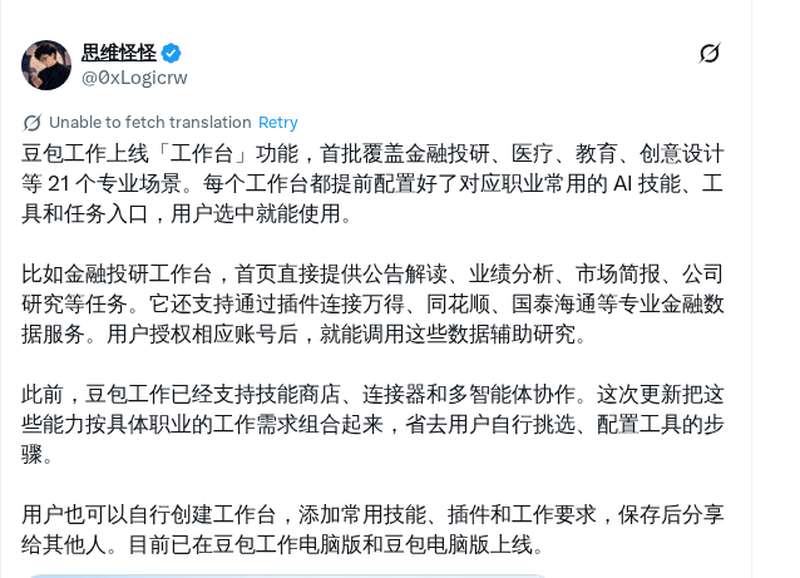 思维怪怪
@0xLogicrw
Unable to fetch translation Retry
豆包工作上线「工作台」功能，首批覆盖金融投研、医疗、教育、创意设计
等 21 个专业场景。每个工作台都提前配置好了对应职业常用的 AI 技能、工
具和任务入口，用户选中就能使用。
比如金融投研工作台，首页直接提供公告解读、业绩分析、市场简报、公司
研究等任务。它还支持通过插件连接万得、同花顺、国泰海通等专业金融数
据服务。用户授权相应账号后，就能调用这些数据辅助研究。
此前，豆包工作已经支持技能商店、连接器和多智能体协作。这次更新把这
些能力按具体职业的工作需求组合起来，省去用户自行挑选、配置工具的步
骤。
用户也可以自行创建工作台，添加常用技能、插件和工作要求，保存后分享
给其他人。目前已在豆包工作电脑版和豆包电脑版上线。